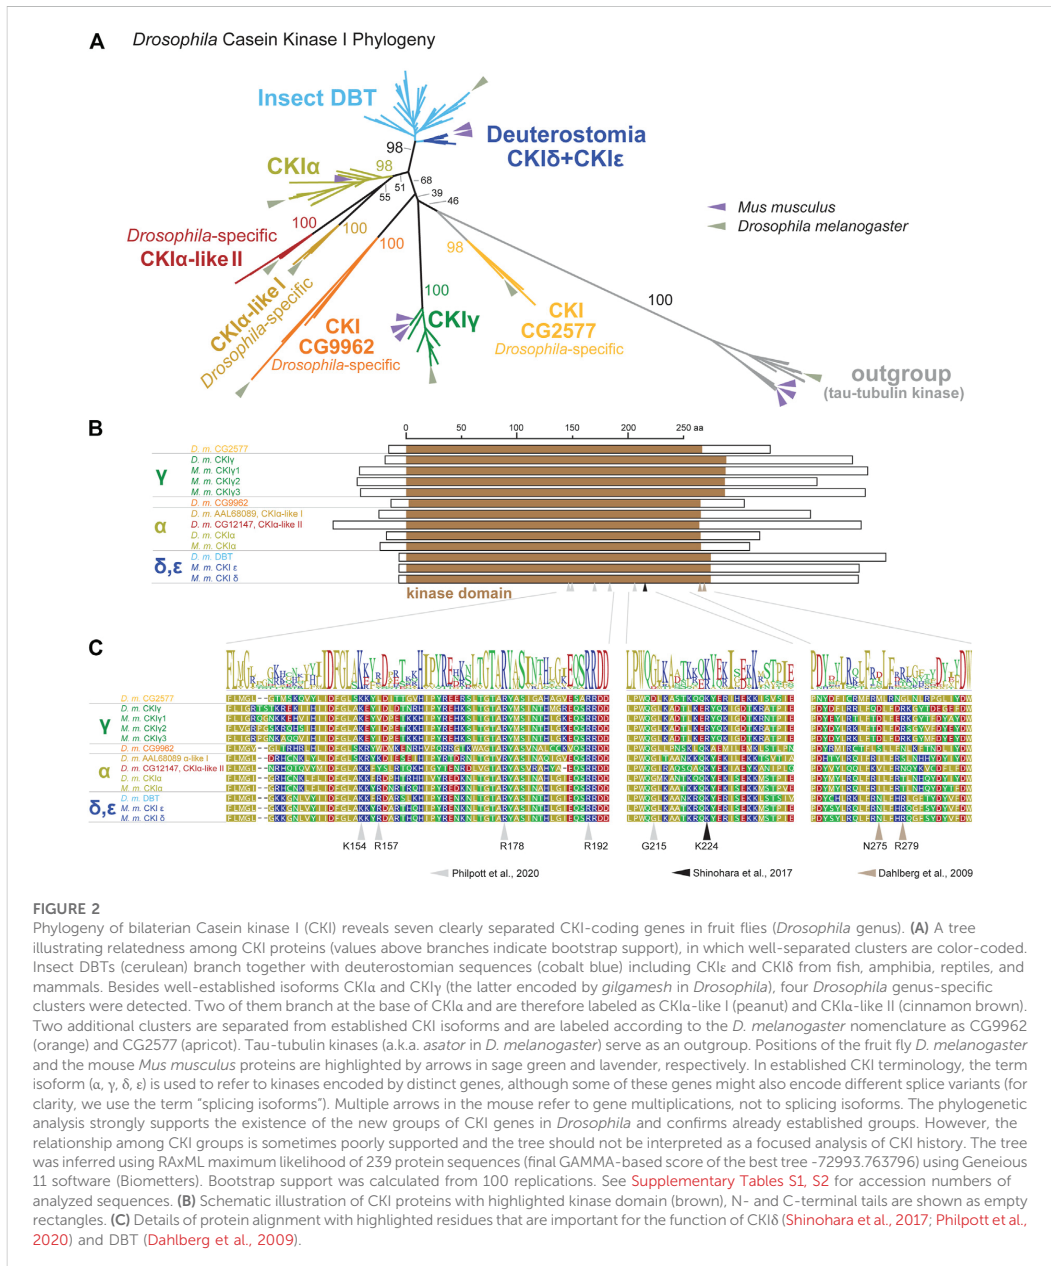 A Drosophila Casein Kinase I Phylogeny
Insect DBT
Deuterostomia
CKIδ+CKIε
98
CKIα
98
51
55
68
39
46
Mus musculus
Drosophila melanogaster
100
Drosophila-specific
CKIα-like II
100
100
98
CKIα-like I
Drosophila-specific
100
100
CKI
CG9962
Drosophila-specific
CKIγ
CKI
CG2577
Drosophila-specific
outgroup
(tau-tubulin kinase)
B
0 50 100 150 200 250 aa
D. m. CG2577
γ
D. m. CKIγ
M. m. CKIγ1
M. m. CKIγ2
M. m. CKIγ3
D. m. CG9962
α
D. m. AAL68089, CKIα-like I
D. m. CG12147, CKIα-like II
D. m. CKIα
M. m. CKIα
δ,ε
D. m. DBT
M. m. CKI ε
M. m. CKI δ
kinase domain
C
D. m. CG2577
γ
D. m. CKIγ
M. m. CKIγ1
M. m. CKIγ2
M. m. CKIγ3
D. m. CG9962
α
D. m. AAL68089 α-like I
D. m. CG12147, CKIα-like II
D. m. CKIα
M. m. CKIα
δ,ε
D. m. DBT
M. m. CKI ε
M. m. CKI δ
K154 R157 R178 R192 G215 K224 N275 R279
Philpott et al., 2020 Shinohara et al., 2017 Dahlberg et al., 2009
FIGURE 2
Phylogeny of bilaterian Casein kinase I (CKI) reveals seven clearly separated CKI-coding genes in fruit flies (Drosophila genus). (A) A tree
illustrating relatedness among CKI proteins (values above branches indicate bootstrap support), in which well-separated clusters are color-coded.
Insect DBTs (cerulean) branch together with deuterostomian sequences (cobalt blue) including CKIε and CKIδ from fish, amphibia, reptiles, and
mammals. Besides well-established isoforms CKIα and CKIγ (the latter encoded by gilgamesh in Drosophila), four Drosophila genus-specific
clusters were detected. Two of them branch at the base of CKIα and are therefore labeled as CKIα-like I (peanut) and CKIα-like II (cinnamon brown).
Two additional clusters are separated from established CKI isoforms and are labeled according to the D. melanogaster nomenclature as CG9962
(orange) and CG2577 (apricot). Tau-tubulin kinases (a.k.a. asator in D. melanogaster) serve as an outgroup. Positions of the fruit fly D. melanogaster
and the mouse Mus musculus proteins are highlighted by arrows in sage green and lavender, respectively. In established CKI terminology, the term
isoform (α, γ, δ, ε) is used to refer to kinases encoded by distinct genes, although some of these genes might also encode different splice variants (for
clarity, we use the term "splicing isoforms"). Multiple arrows in the mouse refer to gene multiplications, not to splicing isoforms. The phylogenetic
analysis strongly supports the existence of the new groups of CKI genes in Drosophila and confirms already established groups. However, the
relationship among CKI groups is sometimes poorly supported and the tree should not be interpreted as a focused analysis of CKI history. The tree
was inferred using RAxML maximum likelihood of 239 protein sequences (final GAMMA-based score of the best tree -72993.763796) using Geneious
11 software (Biometters). Bootstrap support was calculated from 100 replications. See Supplementary Tables S1, S2 for accession numbers of
analyzed sequences. (B) Schematic illustration of CKI proteins with highlighted kinase domain (brown), N- and C-terminal tails are shown as empty
rectangles. (C) Details of protein alignment with highlighted residues that are important for the function of CKIδ (Shinohara et al., 2017; Philpott et al.,
2020) and DBT (Dahlberg et al., 2009).